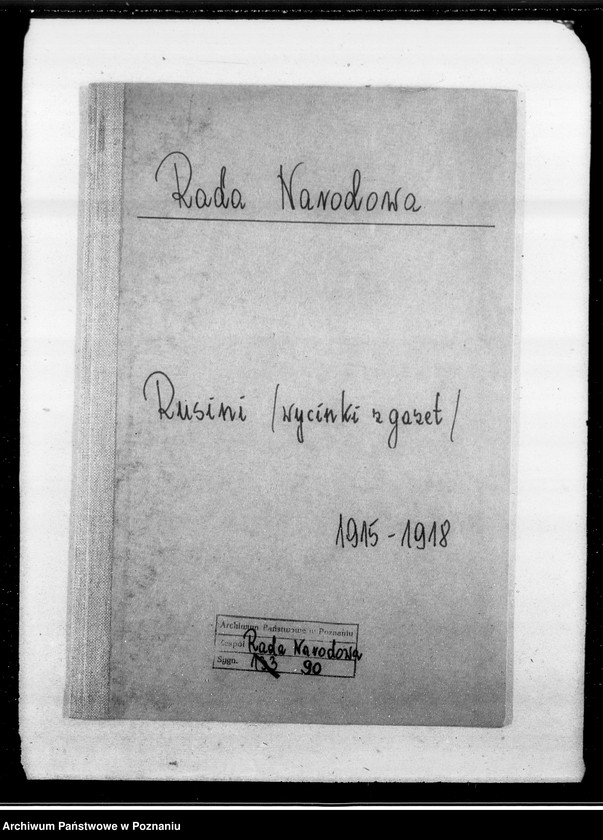 Rada Narodowa
Rusini /wycinki z gazet/
1915-1918
Archiwum Państwowe w Poznaniu
Zespół Rada Narodowa
Sygn. 90
Archiwum Państwowe w Poznaniu